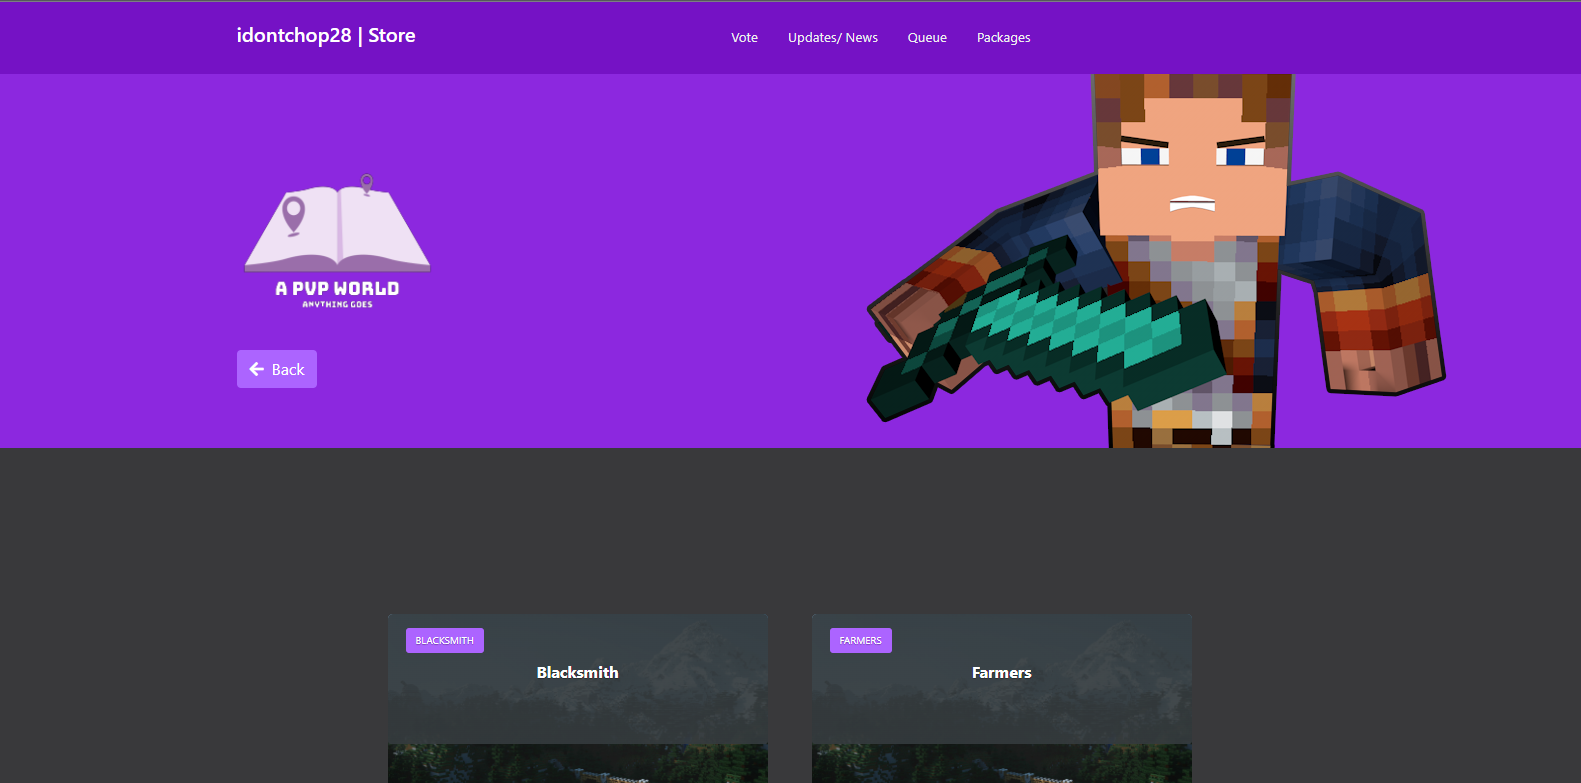 idontchop28 | Store
Vote
Updates/ News
Queue
Packages
A PVP WORLD
ANYTHING GOES
Back
BLACKSMITH
Blacksmith
FARMERS
Farmers